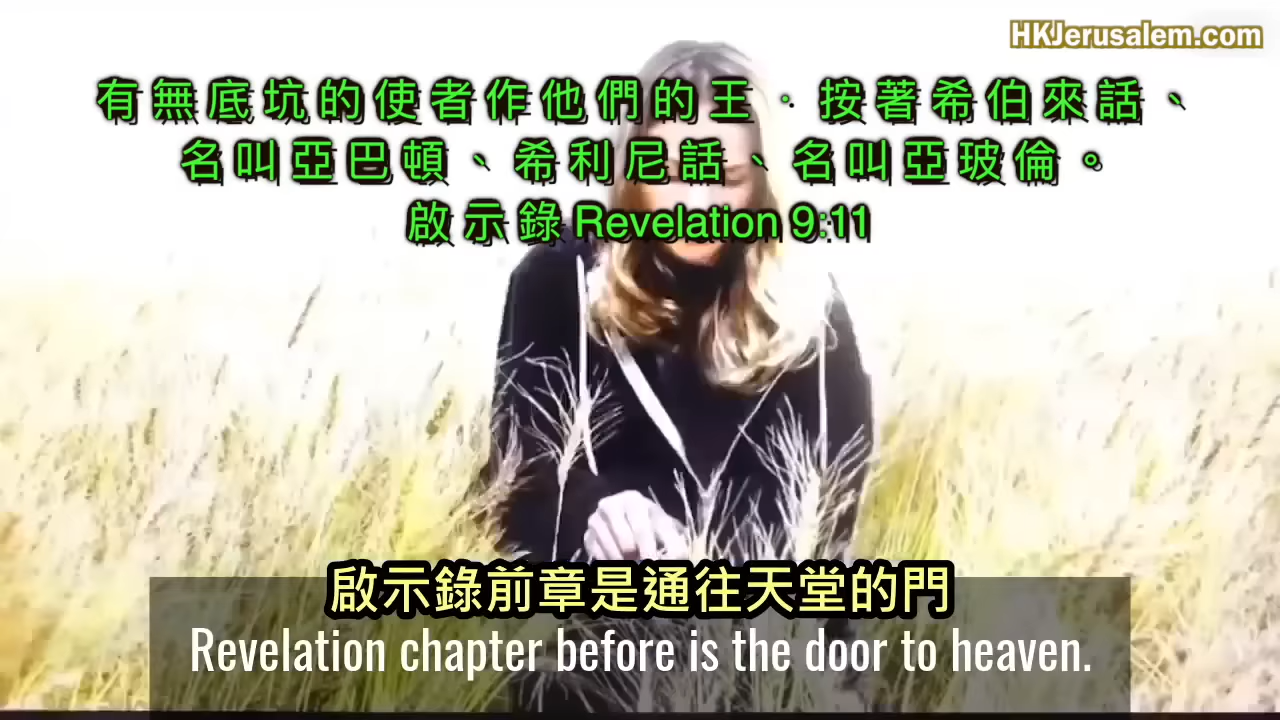 HKJerusalem.com
有無底坑的使者作他們的王．按著希伯來話、
名叫亞巴頓、希利尼話、名叫亞玻倫。
啟示錄 Revelation 9:11
啟示錄前章是通往天堂的門
Revelation chapter before is the door to heaven.